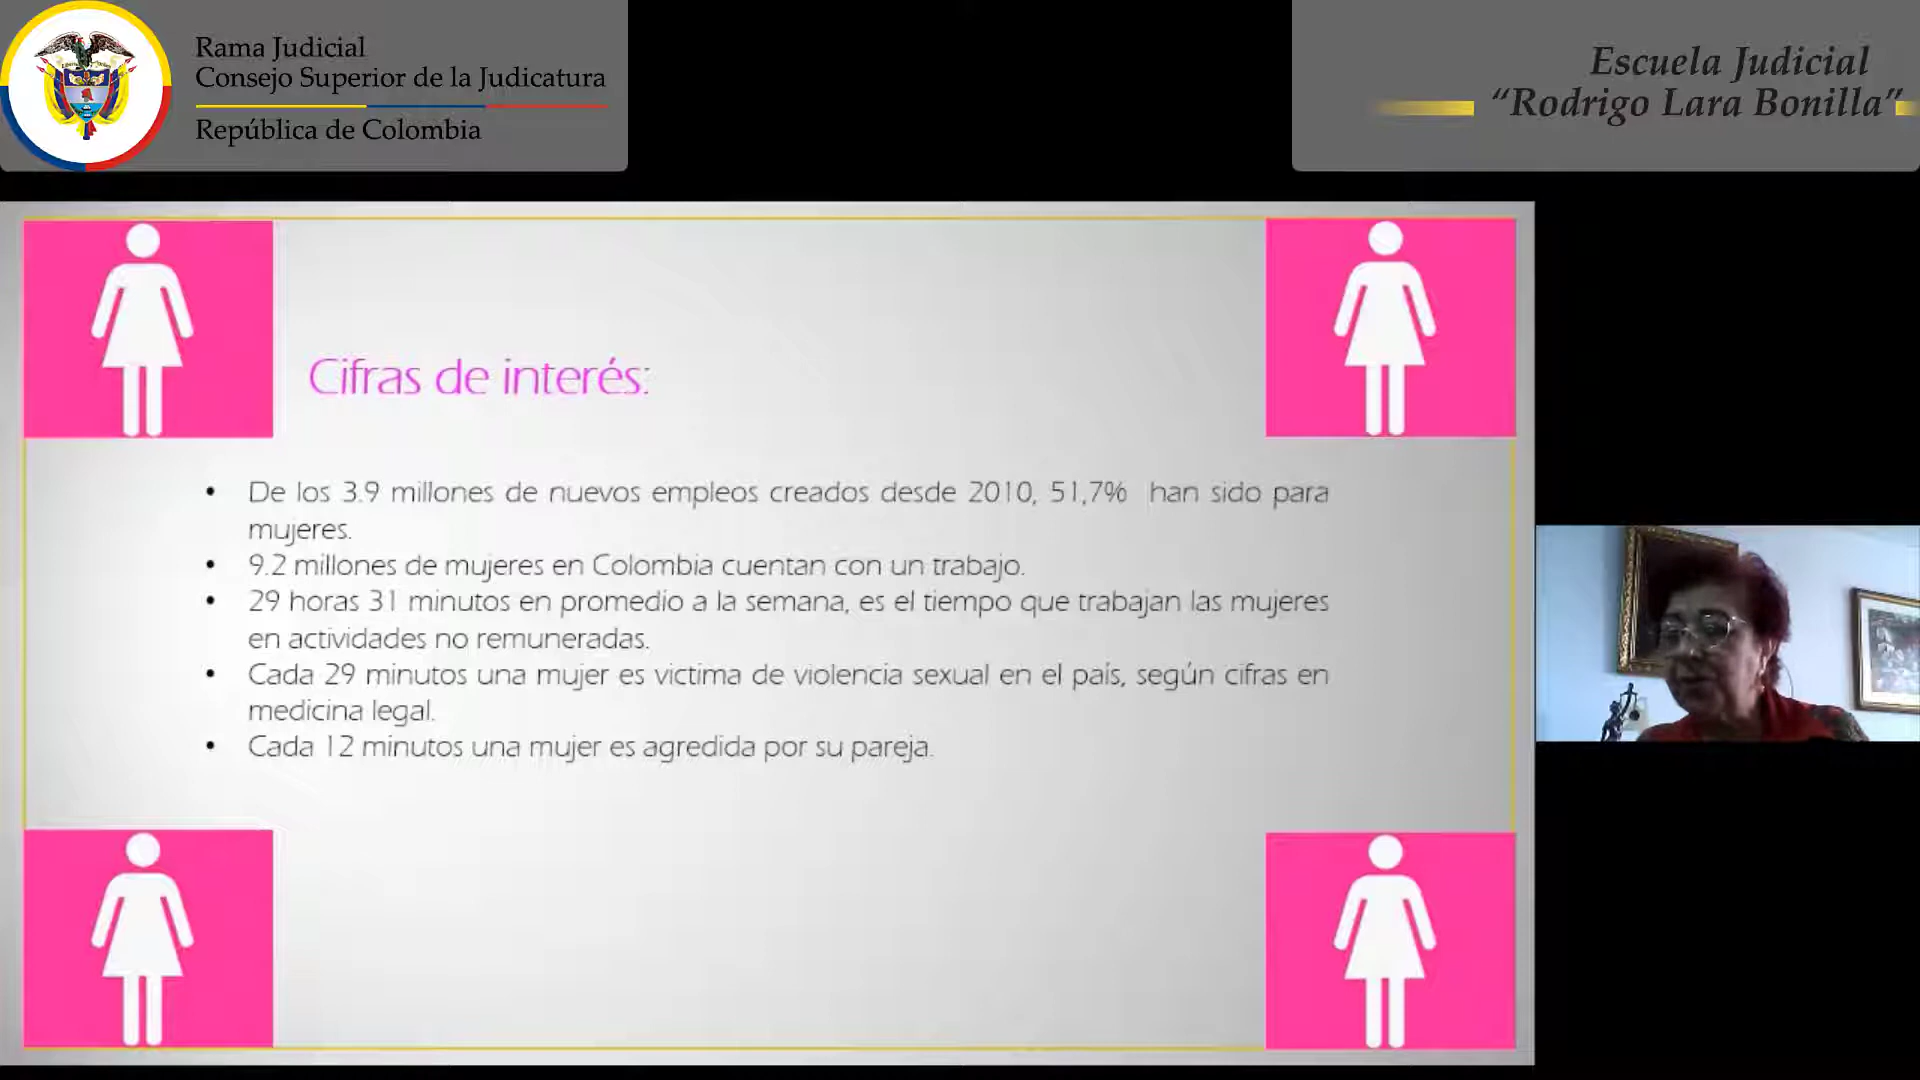 Rama Judicial
Consejo Superior de la Judicatura
República de Colombia
Escuela Judicial
“Rodrigo Lara Bonilla”
Cifras de interés:
• De los 3.9 millones de nuevos empleos creados desde 2010, 51,7% han sido para
mujeres.
• 9.2 millones de mujeres en Colombia cuentan con un trabajo.
• 29 horas 31 minutos en promedio a la semana, es el tiempo que trabajan las mujeres
en actividades no remuneradas.
• Cada 29 minutos una mujer es victima de violencia sexual en el país, según cifras en
medicina legal.
• Cada 12 minutos una mujer es agredida por su pareja.